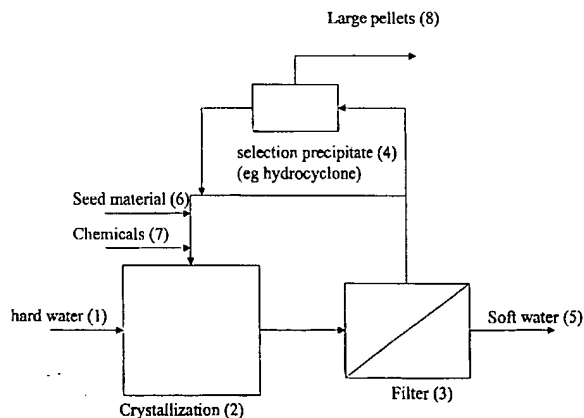 Large pellets (8)
selection precipitate (4)
(eg hydrocyclone)
Seed material (6)
Chemicals (7)
hard water (1)
Soft water (5)
Filter (3)
Crystallization (2)